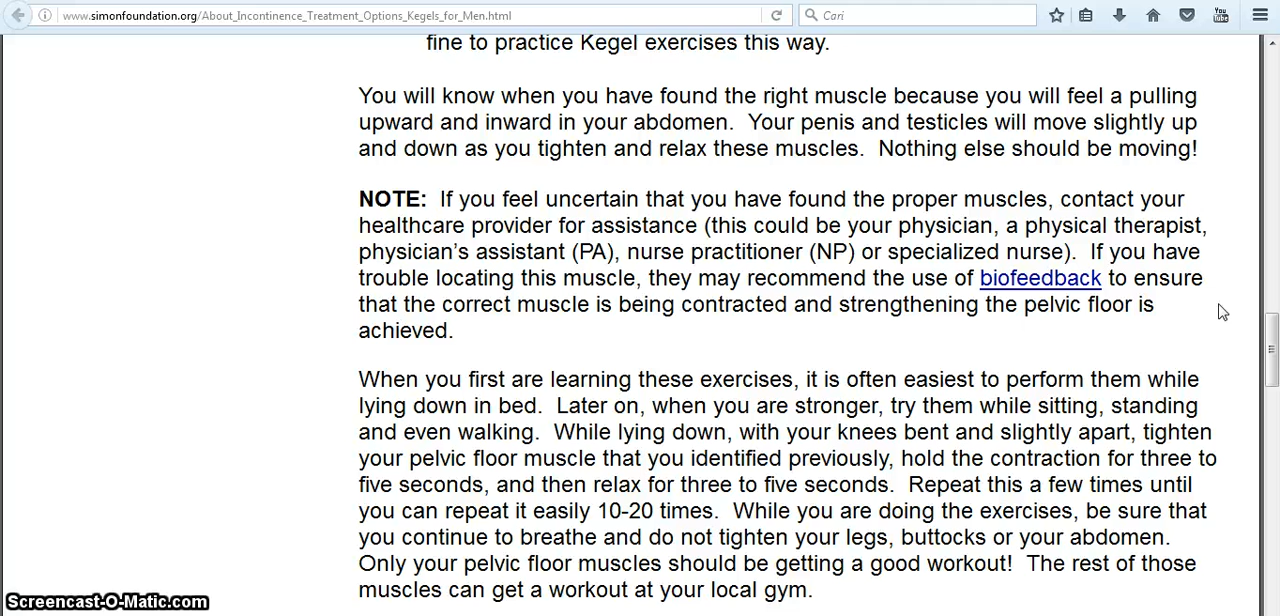 www.simonfoundation.org/About_Incontinence_Treatment_Options_Kegels_for_Men.html
Cari
You Tube
fine to practice Kegel exercises this way.
You will know when you have found the right muscle because you will feel a pulling
upward and inward in your abdomen.  Your penis and testicles will move slightly up
and down as you tighten and relax these muscles.  Nothing else should be moving!
NOTE:  If you feel uncertain that you have found the proper muscles, contact your
healthcare provider for assistance (this could be your physician, a physical therapist,
physician’s assistant (PA), nurse practitioner (NP) or specialized nurse).  If you have
trouble locating this muscle, they may recommend the use of biofeedback to ensure
that the correct muscle is being contracted and strengthening the pelvic floor is
achieved.
When you first are learning these exercises, it is often easiest to perform them while
lying down in bed.  Later on, when you are stronger, try them while sitting, standing
and even walking.  While lying down, with your knees bent and slightly apart, tighten
your pelvic floor muscle that you identified previously, hold the contraction for three to
five seconds, and then relax for three to five seconds.  Repeat this a few times until
you can repeat it easily 10-20 times.  While you are doing the exercises, be sure that
you continue to breathe and do not tighten your legs, buttocks or your abdomen.
Only your pelvic floor muscles should be getting a good workout!  The rest of those
muscles can get a workout at your local gym.
Screencast-O-Matic.com